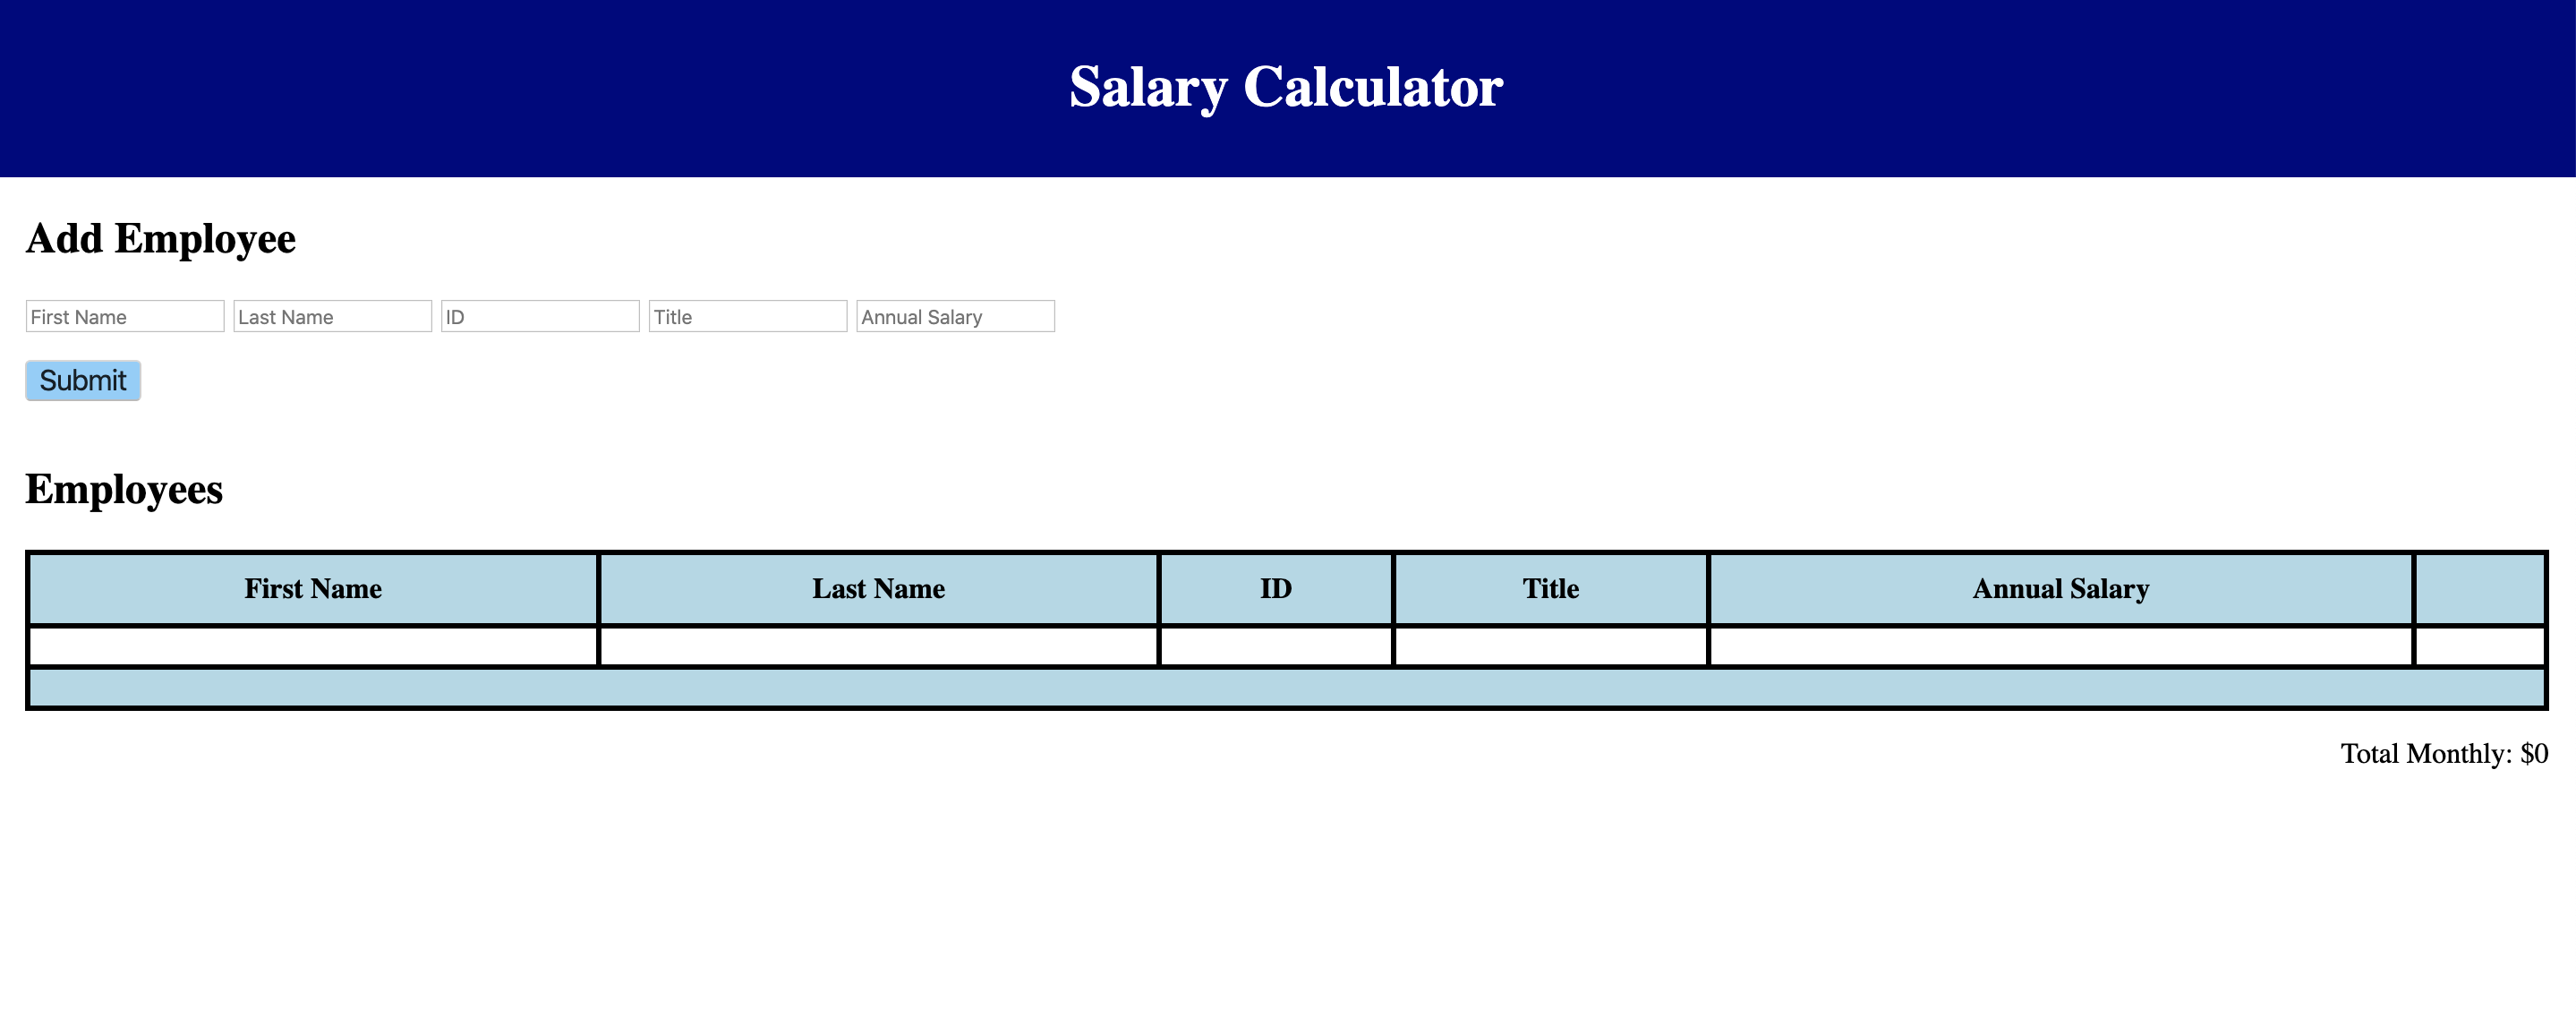 Salary Calculator
Add Employee
First Name Last Name ID Title Annual Salary
Submit
Employees
First Name Last Name ID Title Annual Salary
Total Monthly: $0